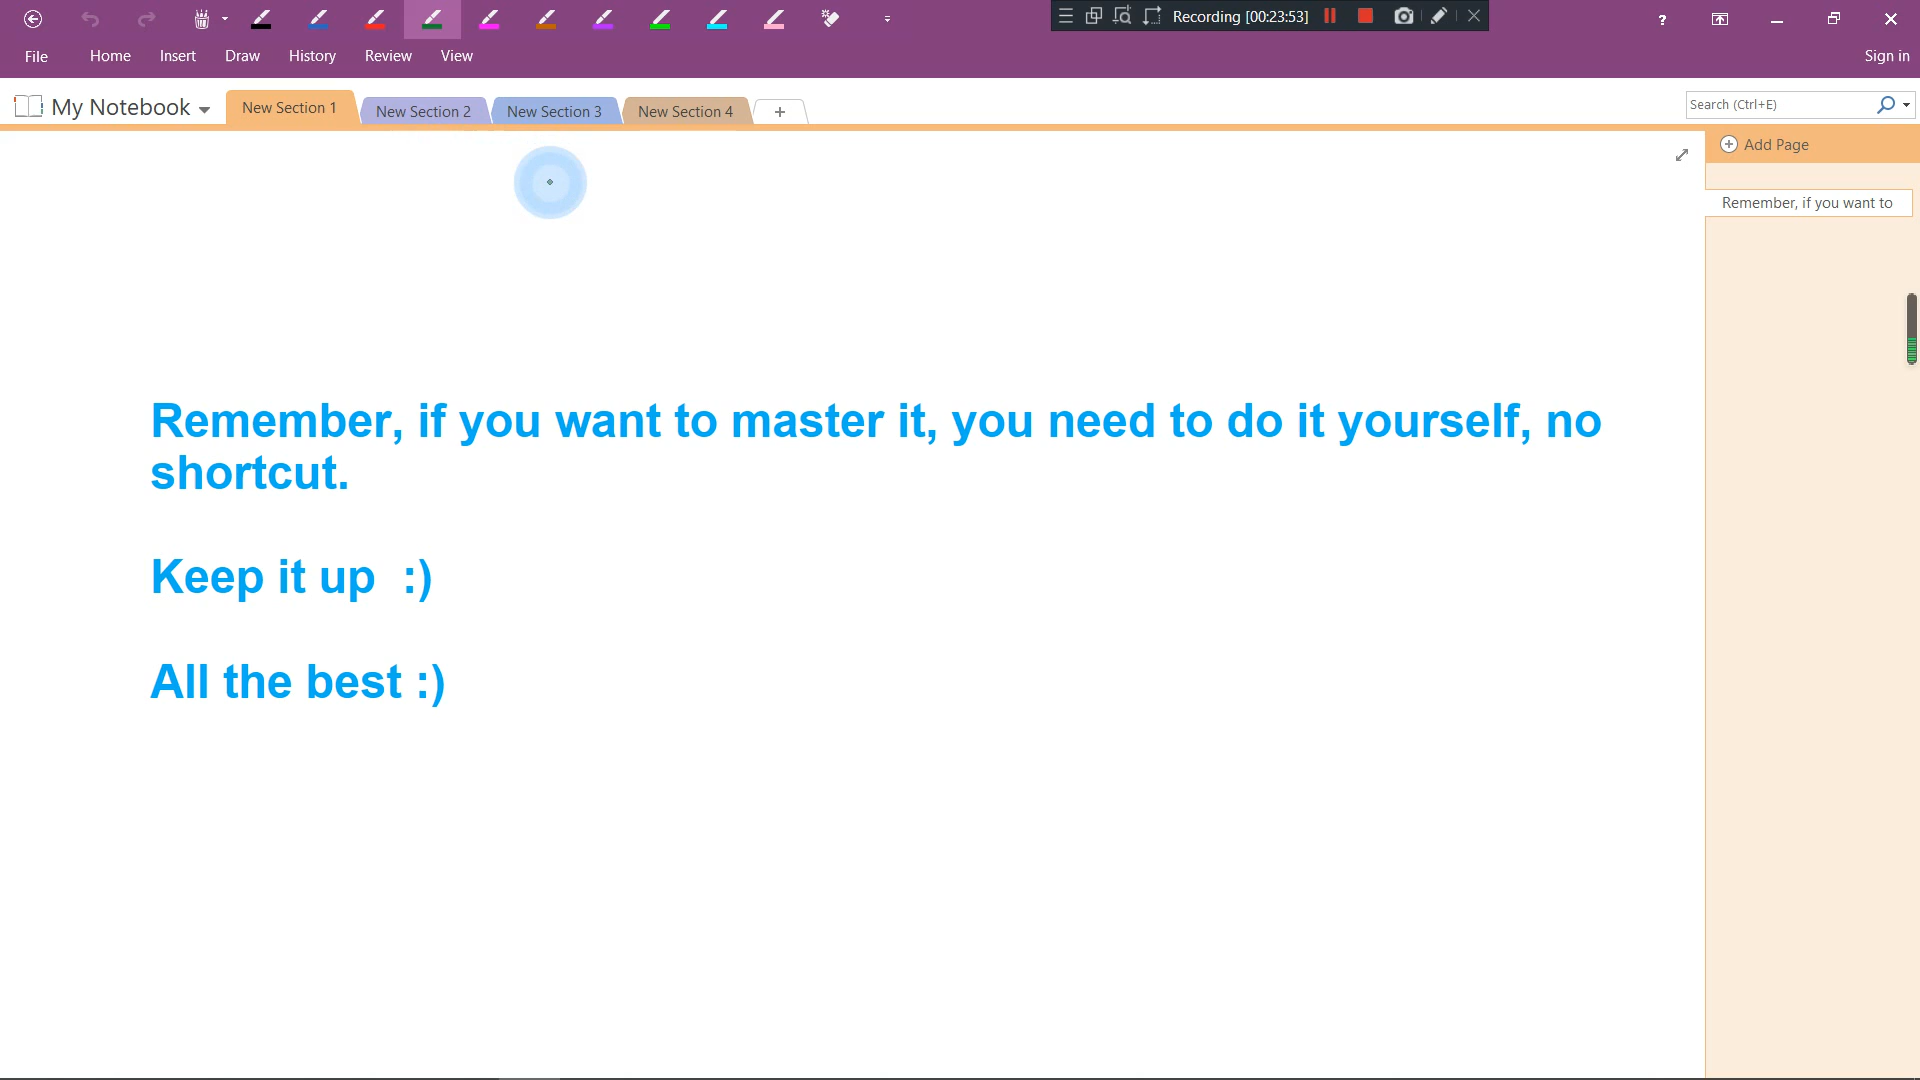 Recording [00:23:53]
?
File Home Insert Draw History Review View Sign in
My Notebook New Section 1 New Section 2 New Section 3 New Section 4 + Search (Ctrl+E)
Add Page
Remember, if you want to
Remember, if you want to master it, you need to do it yourself, no
shortcut.
Keep it up :)
All the best :)